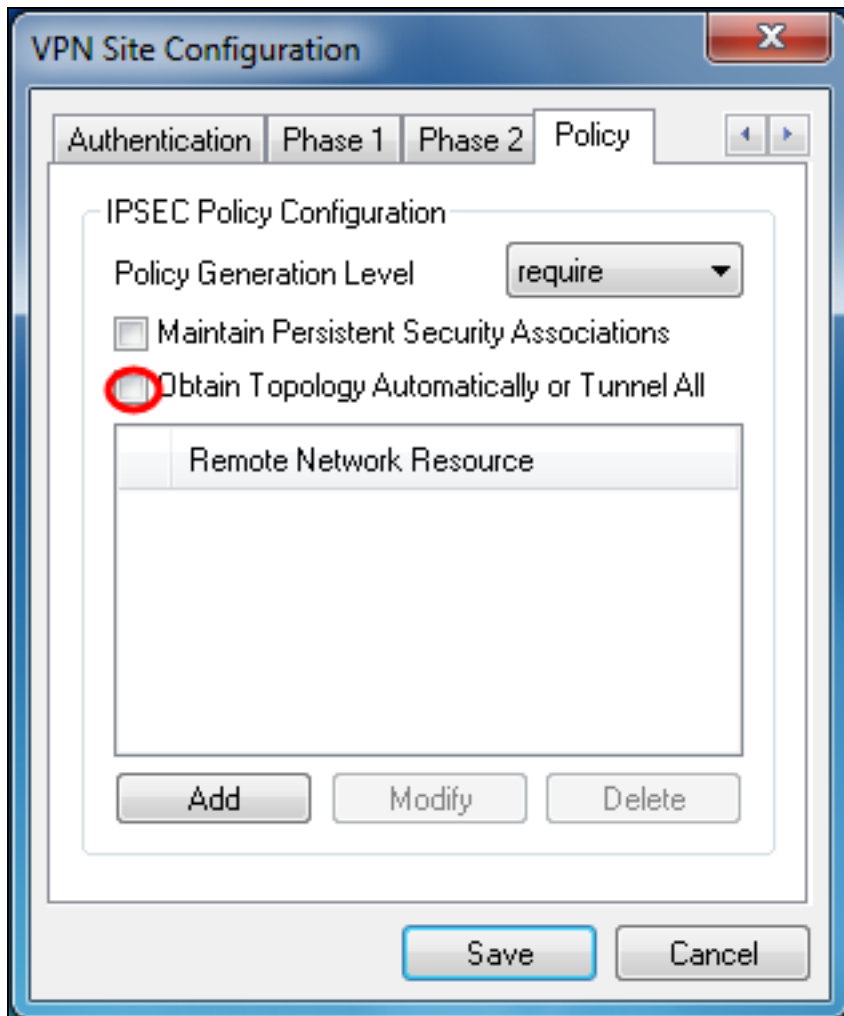 VPN Site Configuration
Authentication Phase 1 Phase 2 Policy
IPSEC Policy Configuration
Policy Generation Level require
Maintain Persistent Security Associations
Obtain Topology Automatically or Tunnel All
Remote Network Resource
Add Modify Delete
Save Cancel